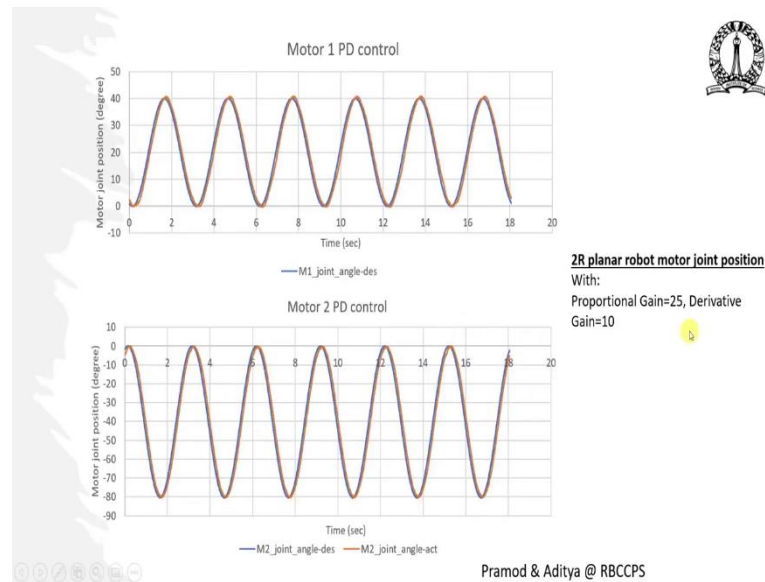 Motor 1 PD control
Motor joint position (degree)
50
40
30
20
10
0
-10
0 2 4 6 8 10 12 14 16 18 20
Time (sec)
M1_joint_angle-des
2R planar robot motor joint position
With:
Proportional Gain=25, Derivative
Gain=10
Motor 2 PD control
Motor joint position (degree)
10
0
-10
-20
-30
-40
-50
-60
-70
-80
-90
0 2 4 6 8 10 12 14 16 18 20
Time (sec)
M2_joint_angle-des M2_joint_angle-act
Pramod & Aditya @ RBCCPS